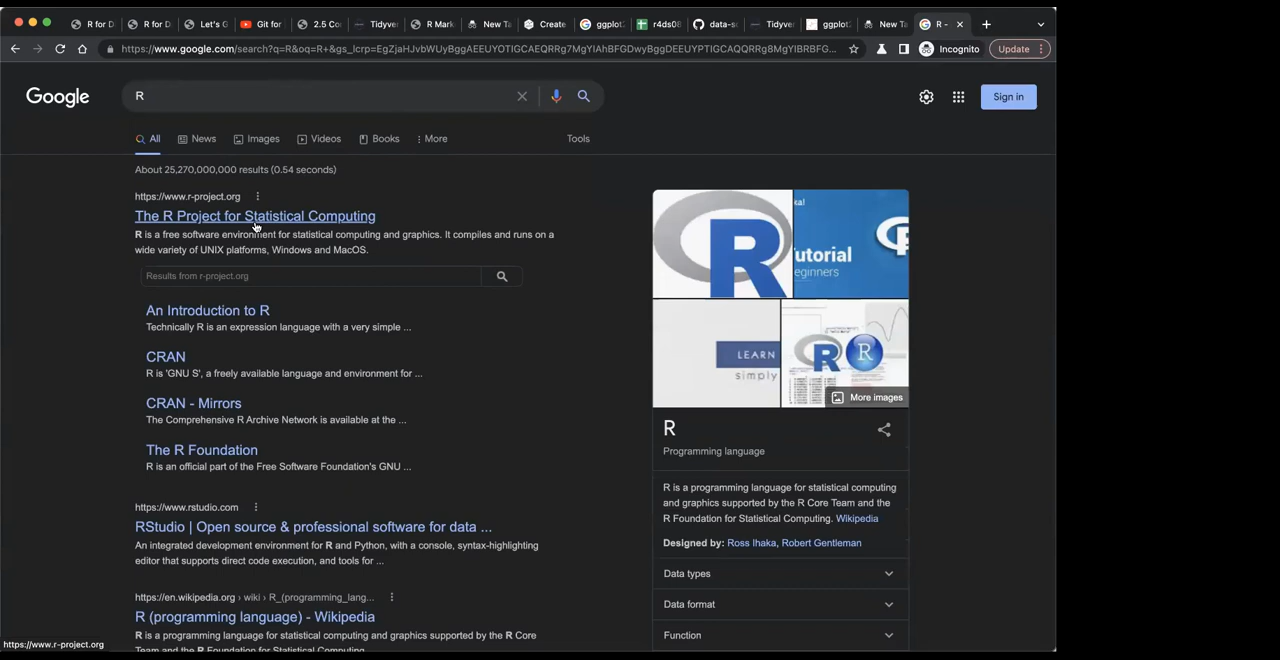 R for D
R for D
Let's G
Git for
2.5 Co
Tidyver
R Mark
New Ta
Create
ggplot2
r4ds08
data-sc
Tidyver
ggplot2
New Ta
R -
https://www.google.com/search?q=R&oq=R+&gs_lcrp=EgZjaHJvbWUyBggAEEUYOTIGCAEQRRg7MgYIAhBFGDwyBggDEEUYPTIGCAQQRRg8MgYIBRBFG...
Incognito
Update
Google
R
Sign in
All
News
Images
Videos
Books
More
Tools
About 25,270,000,000 results (0.54 seconds)
https://www.r-project.org
The R Project for Statistical Computing
R is a free software environment for statistical computing and graphics. It compiles and runs on a
wide variety of UNIX platforms, Windows and MacOS.
Results from r-project.org
An Introduction to R
Technically R is an expression language with a very simple ...
CRAN
R is 'GNU S', a freely available language and environment for ...
CRAN - Mirrors
The Comprehensive R Archive Network is available at the ...
The R Foundation
R is an official part of the Free Software Foundation's GNU ...
https://www.rstudio.com
RStudio | Open source & professional software for data ...
An integrated development environment for R and Python, with a console, syntax-highlighting
editor that supports direct code execution, and tools for ...
https://en.wikipedia.org › wiki › R_(programming_lang...
R (programming language) - Wikipedia
R is a programming language for statistical computing and graphics supported by the R Core
Team and the R Foundation for Statistical Computing.
https://www.r-project.org
R
ka!
utorial
eginners
LEARN
simply
R
R
More images
R
Programming language
R is a programming language for statistical computing
and graphics supported by the R Core Team and the
R Foundation for Statistical Computing. Wikipedia
Designed by: Ross Ihaka, Robert Gentleman
Data types
Data format
Function